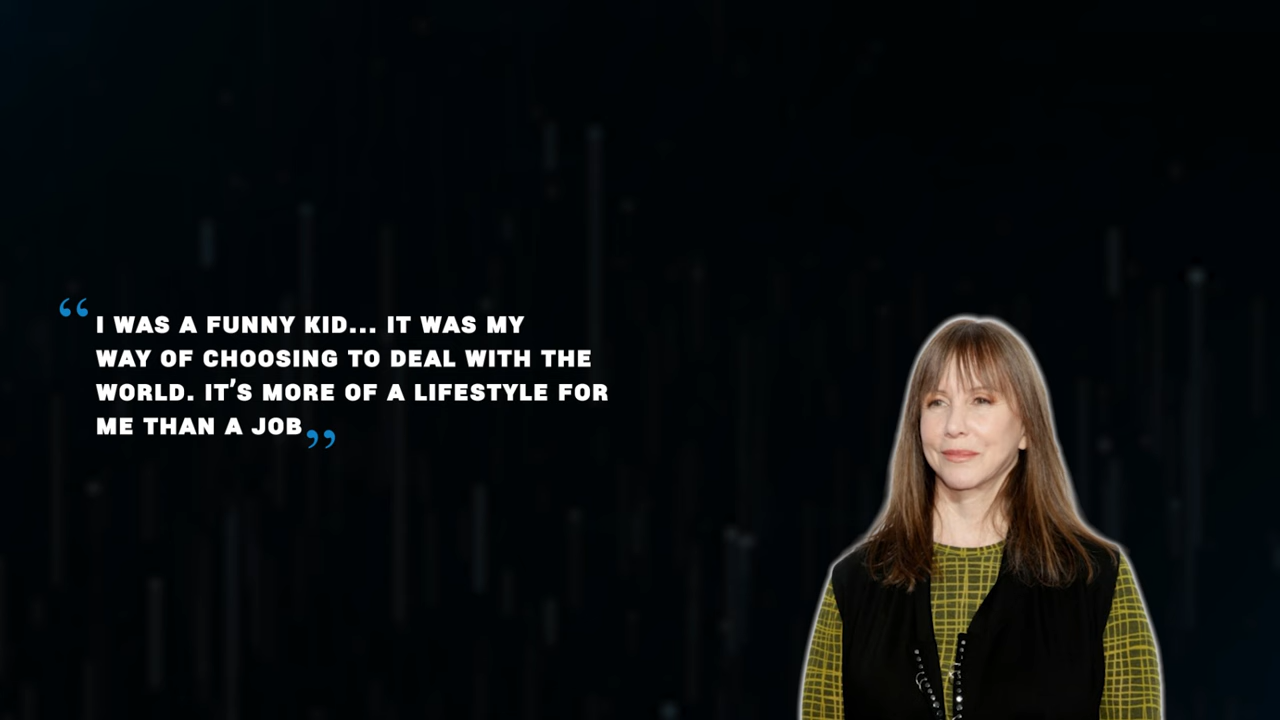 “I WAS A FUNNY KID... IT WAS MY
WAY OF CHOOSING TO DEAL WITH THE
WORLD. IT'S MORE OF A LIFESTYLE FOR
ME THAN A JOB”